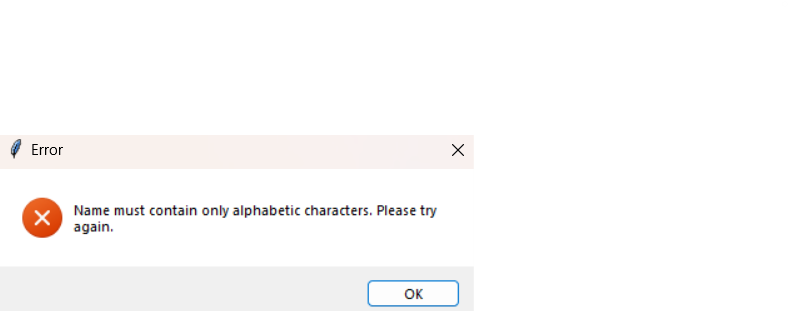 Error
Name must contain only alphabetic characters. Please try
again.
OK